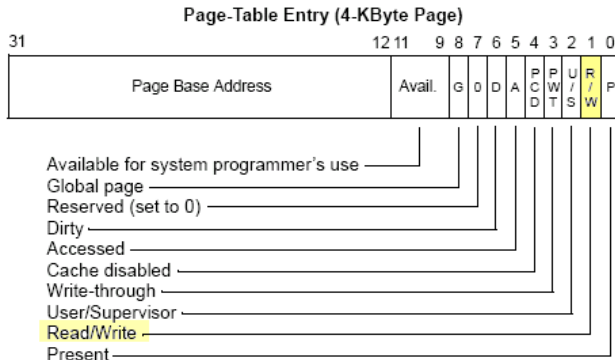 Page-Table Entry (4-KByte Page)
31 12 11 9 8 7 6 5 4 3 2 1 0
Page Base Address Avail. G 0 D A PCD PWT U/S R/W P
Available for system programmer's use
Global page
Reserved (set to 0)
Dirty
Accessed
Cache disabled
Write-through
User/Supervisor
Read/Write
Present